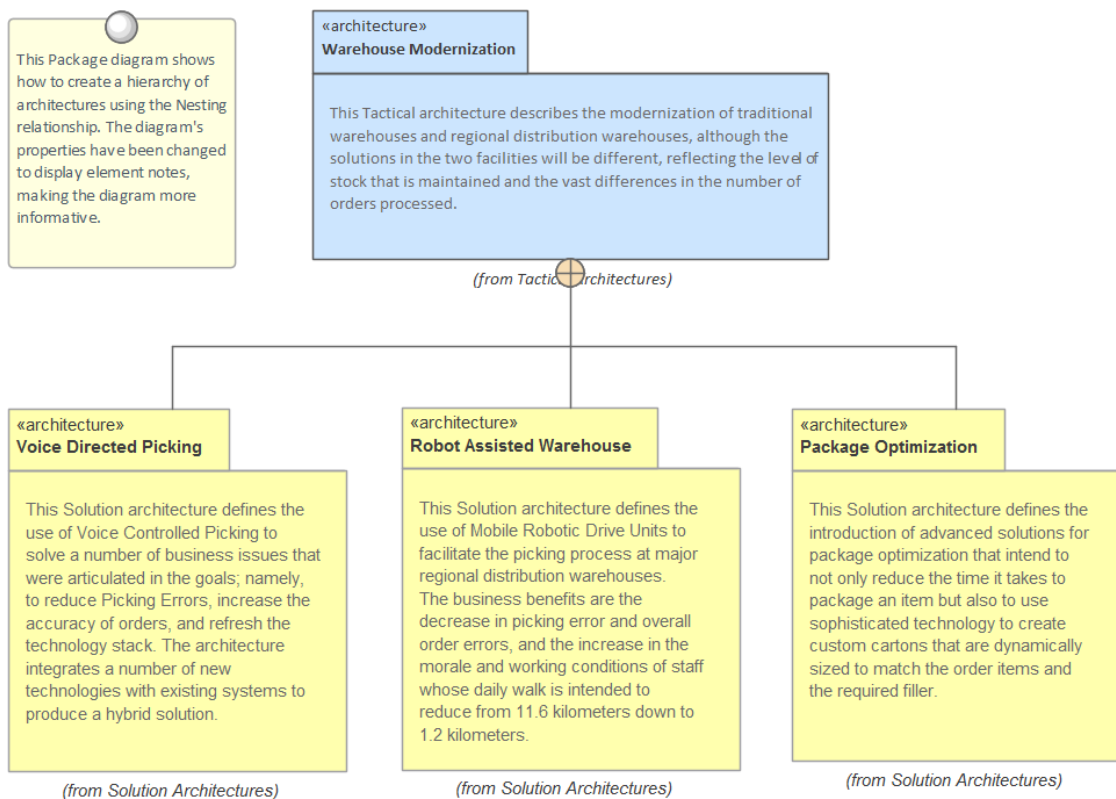 This Package diagram shows
how to create a hierarchy of
architectures using the Nesting
relationship. The diagram's
properties have been changed
to display element notes,
making the diagram more
informative.
«architecture»
Warehouse Modernization
This Tactical architecture describes the modernization of traditional
warehouses and regional distribution warehouses, although the
solutions in the two facilities will be different, reflecting the level of
stock that is maintained and the vast differences in the number of
orders processed.
(from Tactical Architectures)
«architecture»
Voice Directed Picking
This Solution architecture defines the
use of Voice Controlled Picking to
solve a number of business issues that
were articulated in the goals; namely,
to reduce Picking Errors, increase the
accuracy of orders, and refresh the
technology stack. The architecture
integrates a number of new
technologies with existing systems to
produce a hybrid solution.
(from Solution Architectures)
«architecture»
Robot Assisted Warehouse
This Solution architecture defines the
use of Mobile Robotic Drive Units to
facilitate the picking process at major
regional distribution warehouses.
The business benefits are the
decrease in picking error and overall
order errors, and the increase in the
morale and working conditions of staff
whose daily walk is intended to
reduce from 11.6 kilometers down to
1.2 kilometers.
(from Solution Architectures)
«architecture»
Package Optimization
This Solution architecture defines the
introduction of advanced solutions for
package optimization that intend to
not only reduce the time it takes to
package an item but also to use
sophisticated technology to create
custom cartons that are dynamically
sized to match the order items and
the required filler.
(from Solution Architectures)